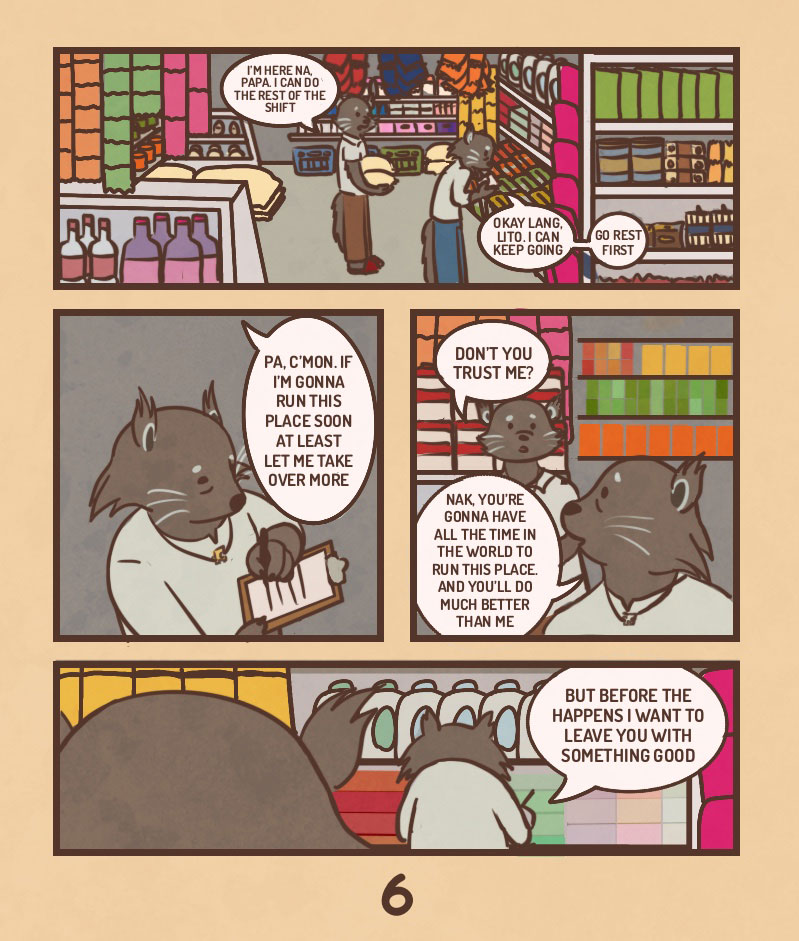 I'M HERE NA,
PAPA. I CAN DO
THE REST OF THE
SHIFT
OKAY LANG,
LITO. I CAN
KEEP GOING
GO REST
FIRST
PA, C'MON. IF
I'M GONNA
RUN THIS
PLACE SOON
AT LEAST
LET ME TAKE
OVER MORE
DON'T YOU
TRUST ME?
NAK, YOU'RE
GONNA HAVE
ALL THE TIME IN
THE WORLD TO
RUN THIS PLACE.
AND YOU'LL DO
MUCH BETTER
THAN ME
BUT BEFORE THE
HAPPENS I WANT TO
LEAVE YOU WITH
SOMETHING GOOD
6